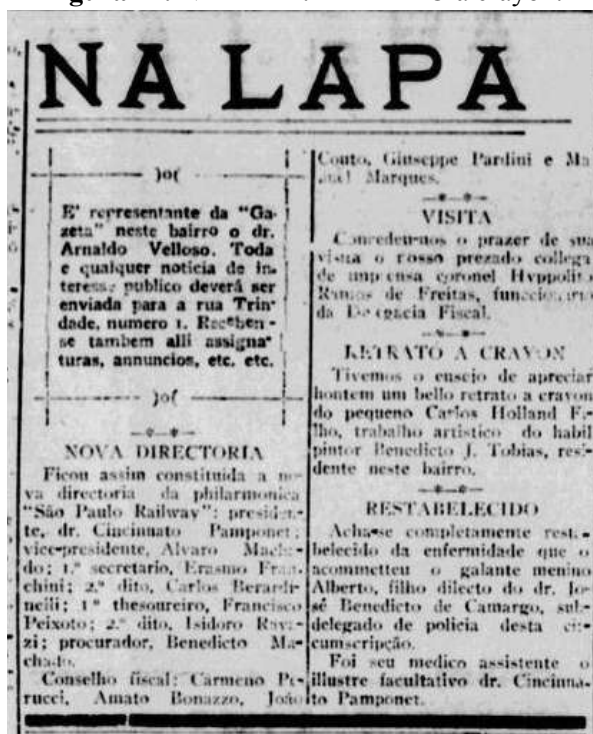 NA LAPA
)o(
E' representante da "Ga-
zeta" neste bairro o dr.
Arnaldo Velloso. Toda
e qualquer noticia de in-
teresse publico deverá ser
enviada para a rua Trin-
dade, numero 1. Recebem-
se tambem alli assigna-
turas, annuncios, etc. etc.
)o(
NOVA DIRECTORIA
Ficou assim constituida a no-
va directoria da philarmonica
"São Paulo Railway": presiden-
te, dr. Cincinnato Pamponet;
vice-presidente, Alvaro Macha-
do; 1.º secretario, Erasmo Fran-
chini; 2.º dito, Carlos Berardi-
nelli; 1º thesoureiro, Francisco
Peixoto; 2.º dito, Isidoro
zi; procurador, Benedicto Ma-
chado.
Conselho fiscal: Carmeno Pe-
rucci, Amato Bonazzo, João
Couto, Giuseppe Pardini e Ma-
noel Marques.
VISITA
Concedeu-nos o prazer de sua
visita o nosso prezado collega
de imprensa coronel Hyppolito
Ramos de Freitas, funccionario
da Delegacia Fiscal.
RETRATO A CRAYON
Tivemos o ensejo de apreciar
hontem um bello retrato a crayon
do pequeno Carlos Holland Fi-
lho, trabalho artistico do habil
pintor Benedicto J. Tobias, resi-
dente neste bairro.
RESTABELECIDO
Acha-se completamente resta-
belecido da enfermidade que o
acommetteu o galante menino
Alberto, filho dilecto do dr. Jo-
sé Benedicto de Camargo, sub-
delegado de policia desta cir-
cumscripção.
Foi seu medico assistente o
illustre facultativo dr. Cincinna-
to Pamponet.